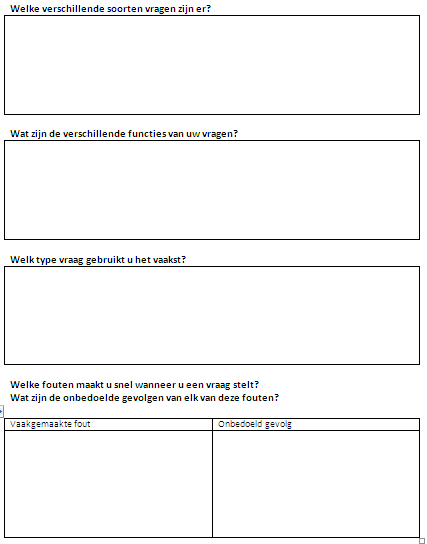 Welke verschillende soorten vragen zijn er?
Wat zijn de verschillende functies van uw vragen?
Welk type vraag gebruikt u het vaakst?
Welke fouten maakt u snel wanneer u een vraag stelt?
Wat zijn de onbedoelde gevolgen van elk van deze fouten?
Vaakgemaakte fout
Onbedoeld gevolg